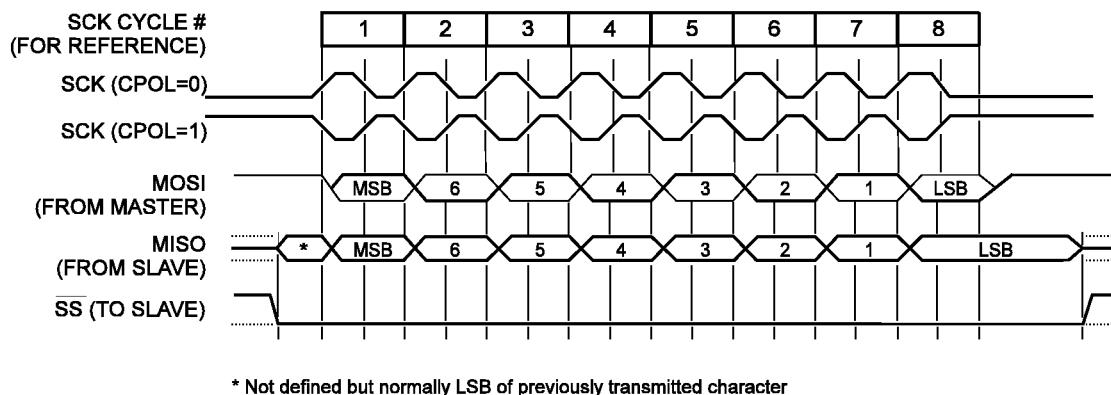 SCK CYCLE # 1 2 3 4 5 6 7 8
(FOR REFERENCE)
SCK (CPOL=0)
SCK (CPOL=1)
MOSI MSB 6 5 4 3 2 1 LSB
(FROM MASTER)
MISO * MSB 6 5 4 3 2 1 LSB
(FROM SLAVE)
SS (TO SLAVE)
* Not defined but normally LSB of previously transmitted character